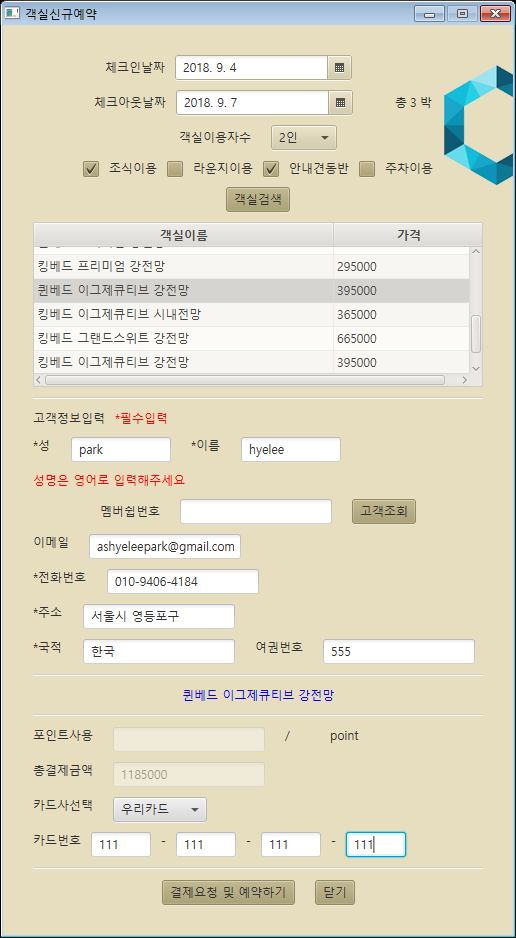 객실신규예약
체크인날짜 2018. 9. 4
체크아웃날짜 2018. 9. 7 총 3 박
객실이용자수 2인
조식이용 라운지이용 안내견동반 주차이용
객실검색
객실이름 가격
킹베드 프리미엄 강전망 295000
퀸베드 이그제큐티브 강전망 395000
킹베드 이그제큐티브 시내전망 365000
킹베드 그랜드스위트 강전망 665000
킹베드 이그제큐티브 강전망 395000
고객정보입력 *필수입력
*성 park *이름 hyelee
성명은 영어로 입력해주세요
멤버쉽번호 고객조회
이메일 ashyeleepark@gmail.com
*전화번호 010-9406-4184
*주소 서울시 영등포구
*국적 한국 여권번호 555
퀸베드 이그제큐티브 강전망
포인트사용 / point
총결제금액 1185000
카드사선택 우리카드
카드번호 111 - 111 - 111 - 111
결제요청 및 예약하기 닫기